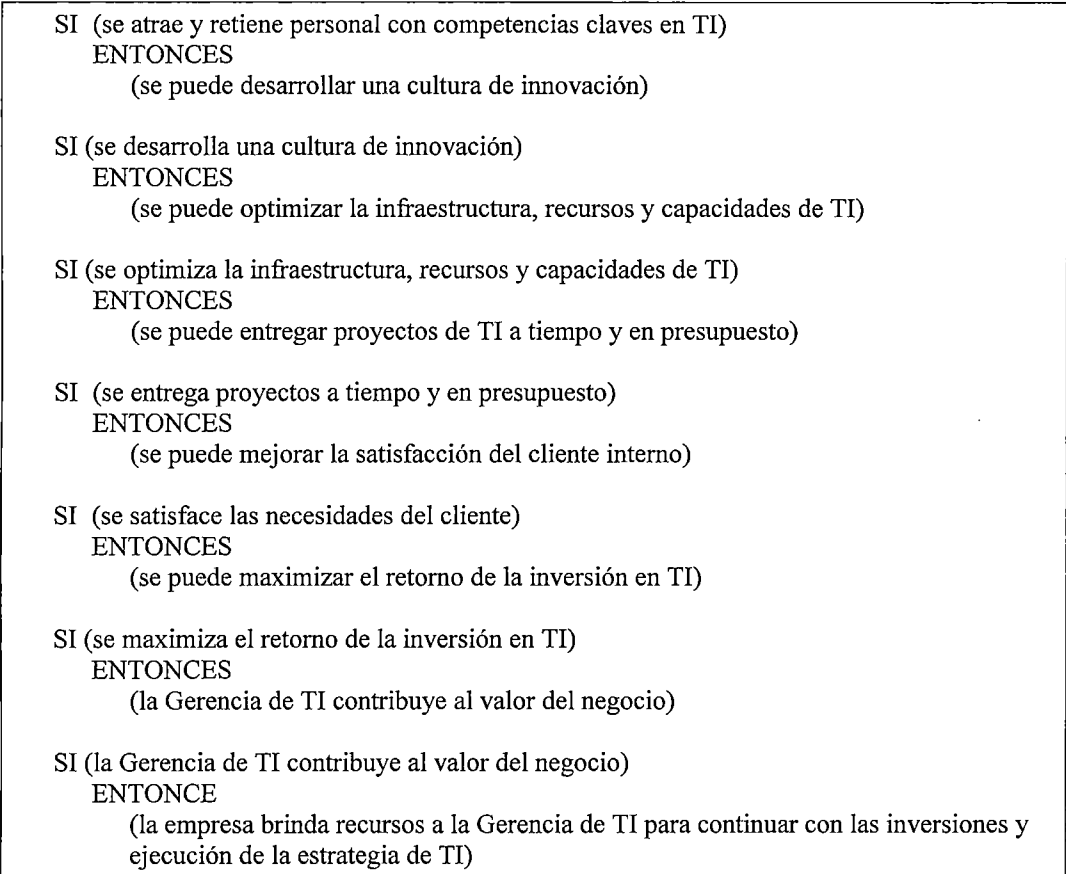 SI (se atrae y retiene personal con competencias claves en TI)
ENTONCES
(se puede desarrollar una cultura de innovación)
SI (se desarrolla una cultura de innovación)
ENTONCES
(se puede optimizar la infraestructura, recursos y capacidades de TI)
SI (se optimiza la infraestructura, recursos y capacidades de TI)
ENTONCES
(se puede entregar proyectos de TI a tiempo y en presupuesto)
SI (se entrega proyectos a tiempo y en presupuesto)
ENTONCES
(se puede mejorar la satisfacción del cliente interno)
SI (se satisface las necesidades del cliente)
ENTONCES
(se puede maximizar el retorno de la inversión en TI)
SI (se maximiza el retorno de la inversión en TI)
ENTONCES
(la Gerencia de TI contribuye al valor del negocio)
SI (la Gerencia de TI contribuye al valor del negocio)
ENTONCE
(la empresa brinda recursos a la Gerencia de TI para continuar con las inversiones y
ejecución de la estrategia de TI)